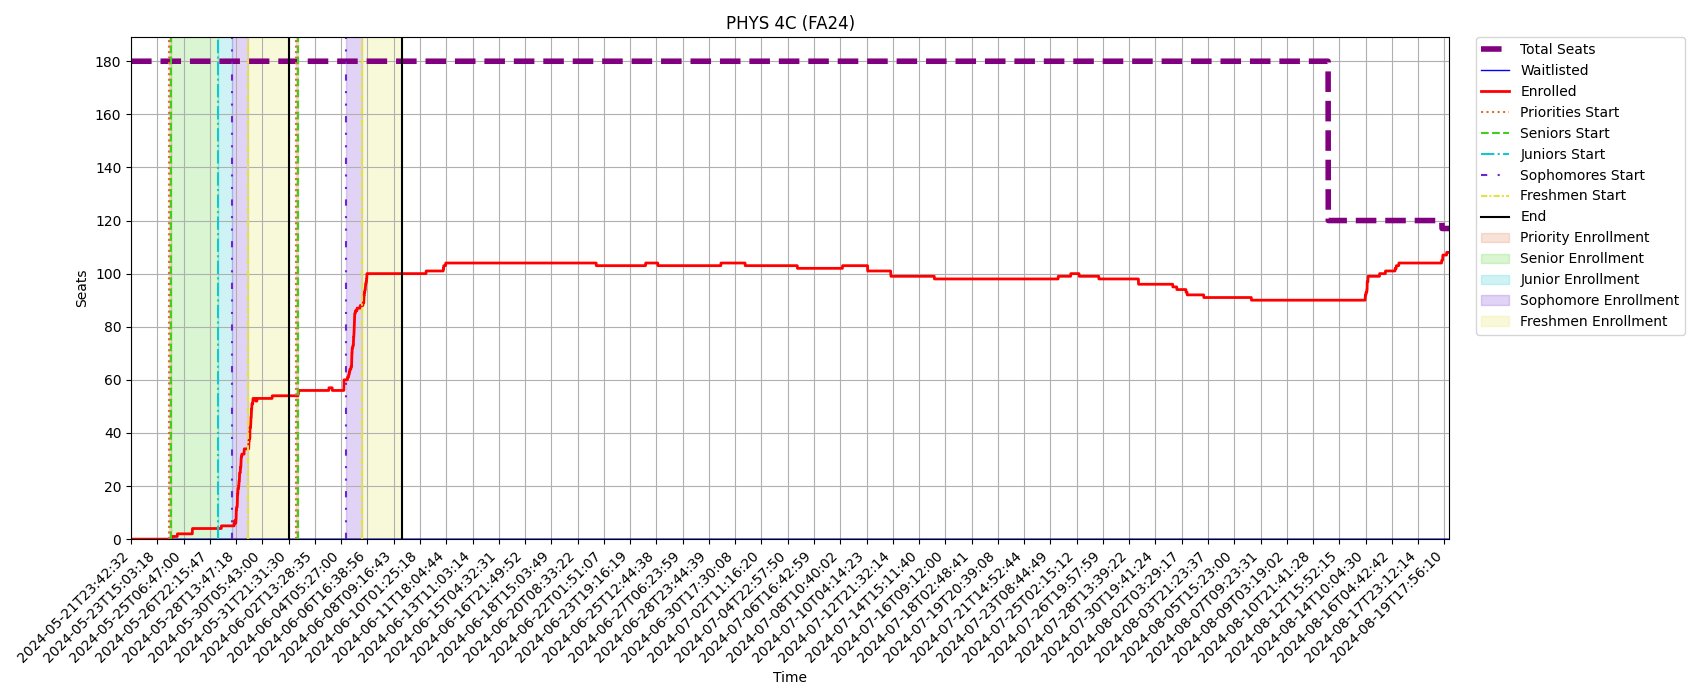 PHYS 4C (FA24)
Seats
180
160
140
120
100
80
60
40
20
0
2024-05-21T23:42:32
2024-05-23T15:03:18
2024-05-25T06:47:00
2024-05-26T22:15:47
2024-05-28T13:47:18
2024-05-30T05:43:00
2024-05-31T21:31:30
2024-06-02T13:28:35
2024-06-04T05:27:00
2024-06-06T16:38:56
2024-06-08T09:16:43
2024-06-10T01:25:18
2024-06-11T18:04:44
2024-06-13T11:03:14
2024-06-15T04:32:31
2024-06-16T21:49:52
2024-06-18T15:03:49
2024-06-20T08:33:22
2024-06-22T01:51:07
2024-06-23T19:16:19
2024-06-25T12:44:38
2024-06-27T06:23:59
2024-06-28T23:44:39
2024-06-30T17:30:08
2024-07-02T11:16:20
2024-07-04T22:57:50
2024-07-06T16:42:59
2024-07-08T10:40:02
2024-07-10T04:14:23
2024-07-12T21:32:14
2024-07-14T15:11:40
2024-07-16T09:12:00
2024-07-18T02:48:41
2024-07-19T20:39:08
2024-07-21T14:52:44
2024-07-23T08:44:49
2024-07-25T02:15:12
2024-07-26T19:57:59
2024-07-28T13:39:22
2024-07-30T19:41:24
2024-08-02T03:29:17
2024-08-03T21:23:37
2024-08-05T15:23:00
2024-08-07T09:23:31
2024-08-09T03:19:02
2024-08-10T21:41:28
2024-08-12T15:52:15
2024-08-14T10:04:30
2024-08-16T04:42:42
2024-08-17T23:12:14
2024-08-19T17:56:10
Time
Total Seats
Waitlisted
Enrolled
Priorities Start
Seniors Start
Juniors Start
Sophomores Start
Freshmen Start
End
Priority Enrollment
Senior Enrollment
Junior Enrollment
Sophomore Enrollment
Freshmen Enrollment